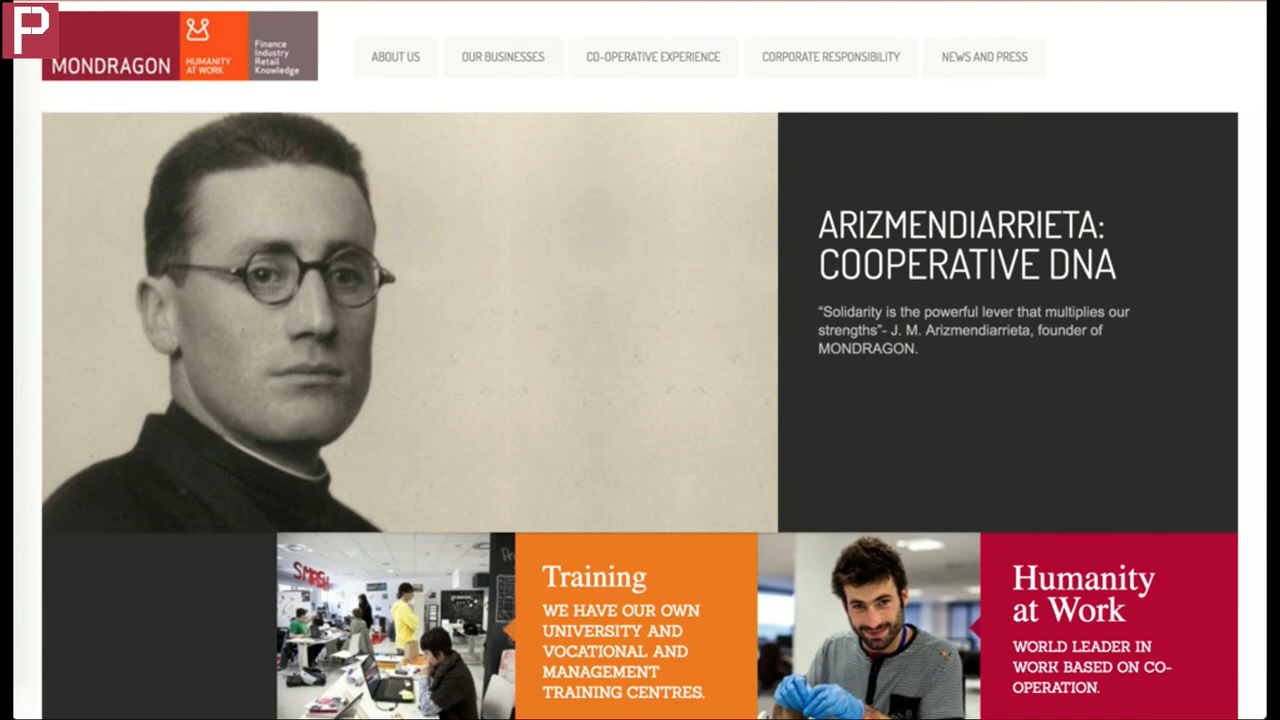 P
MONDRAGON
HUMANITY
AT WORK
Finance
Industry
Retail
Knowledge
ABOUT US
OUR BUSINESSES
CO-OPERATIVE EXPERIENCE
CORPORATE RESPONSIBILITY
NEWS AND PRESS
ARIZMENDIARRIETA:
COOPERATIVE DNA
“Solidarity is the powerful lever that multiplies our
strengths”- J. M. Arizmendiarrieta, founder of
MONDRAGON.
Training
WE HAVE OUR OWN
UNIVERSITY AND
VOCATIONAL AND
MANAGEMENT
TRAINING CENTRES.
Humanity
at Work
WORLD LEADER IN
WORK BASED ON CO-
OPERATION.